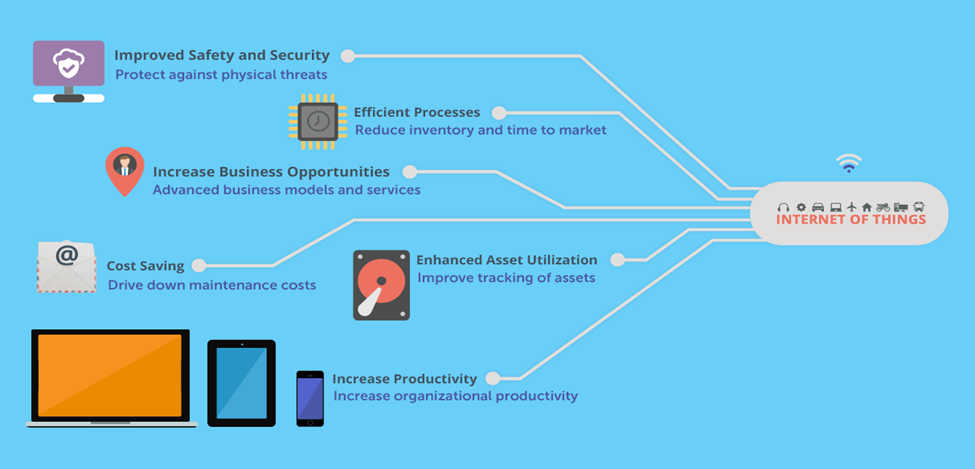 Improved Safety and Security
Protect against physical threats
Efficient Processes
Reduce inventory and time to market
Increase Business Opportunities
Advanced business models and services
INTERNET OF THINGS
@
Cost Saving
Drive down maintenance costs
Enhanced Asset Utilization
Improve tracking of assets
Increase Productivity
Increase organizational productivity